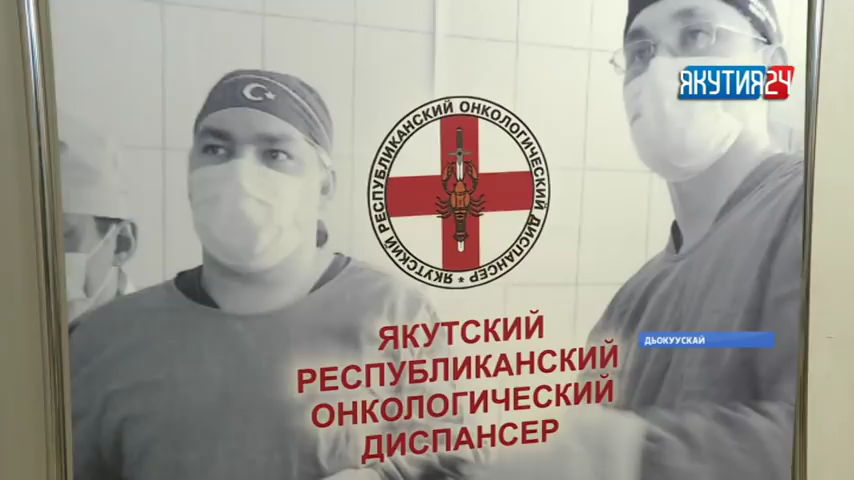 ЯКУТИЯ24
ЯКУТСКИЙ РЕСПУБЛИКАНСКИЙ ОНКОЛОГИЧЕСКИЙ ДИСПАНСЕР *
ДЬОКУУСКАЙ
ЯКУТСКИЙ
РЕСПУБЛИКАНСКИЙ
ОНКОЛОГИЧЕСКИЙ
ДИСПАНСЕР